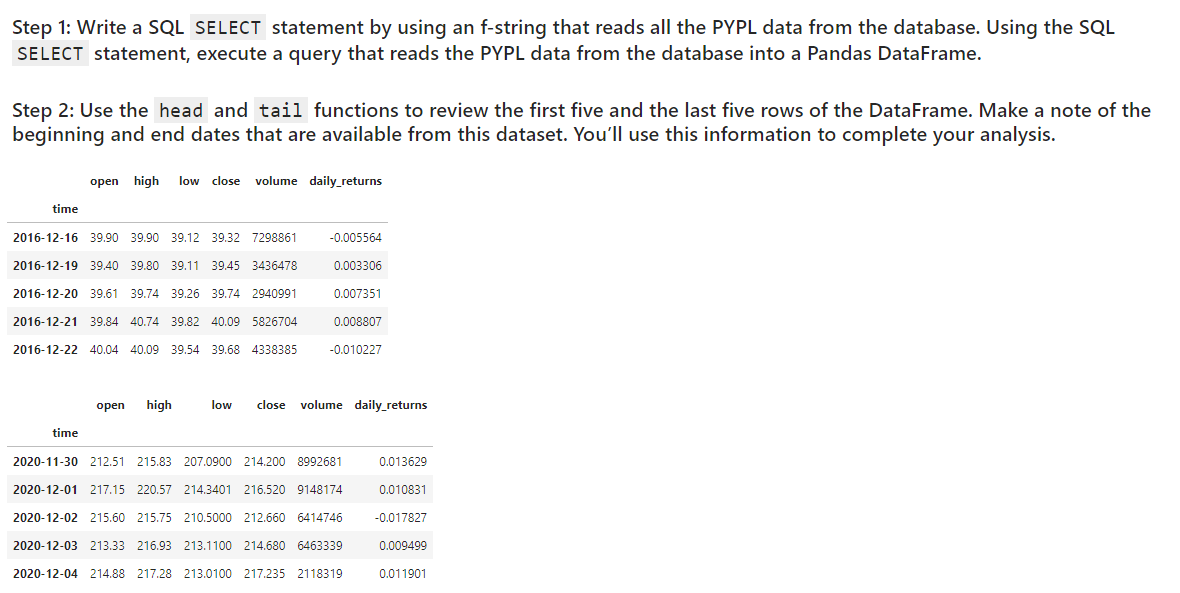 Step 1: Write a SQL SELECT statement by using an f-string that reads all the PYPL data from the database. Using the SQL
SELECT statement, execute a query that reads the PYPL data from the database into a Pandas DataFrame.
Step 2: Use the head and tail functions to review the first five and the last five rows of the DataFrame. Make a note of the
beginning and end dates that are available from this dataset. You’ll use this information to complete your analysis.
open high low close volume daily_returns
time
2016-12-16 39.90 39.90 39.12 39.32 7298861 -0.005564
2016-12-19 39.40 39.80 39.11 39.45 3436478 0.003306
2016-12-20 39.61 39.74 39.26 39.74 2940991 0.007351
2016-12-21 39.84 40.74 39.82 40.09 5826704 0.008807
2016-12-22 40.04 40.09 39.54 39.68 4338385 -0.010227
open high low close volume daily_returns
time
2020-11-30 212.51 215.83 207.0900 214.200 8992681 0.013629
2020-12-01 217.15 220.57 214.3401 216.520 9148174 0.010831
2020-12-02 215.60 215.75 210.5000 212.660 6414746 -0.017827
2020-12-03 213.33 216.93 213.1100 214.680 6463339 0.009499
2020-12-04 214.88 217.28 213.0100 217.235 2118319 0.011901